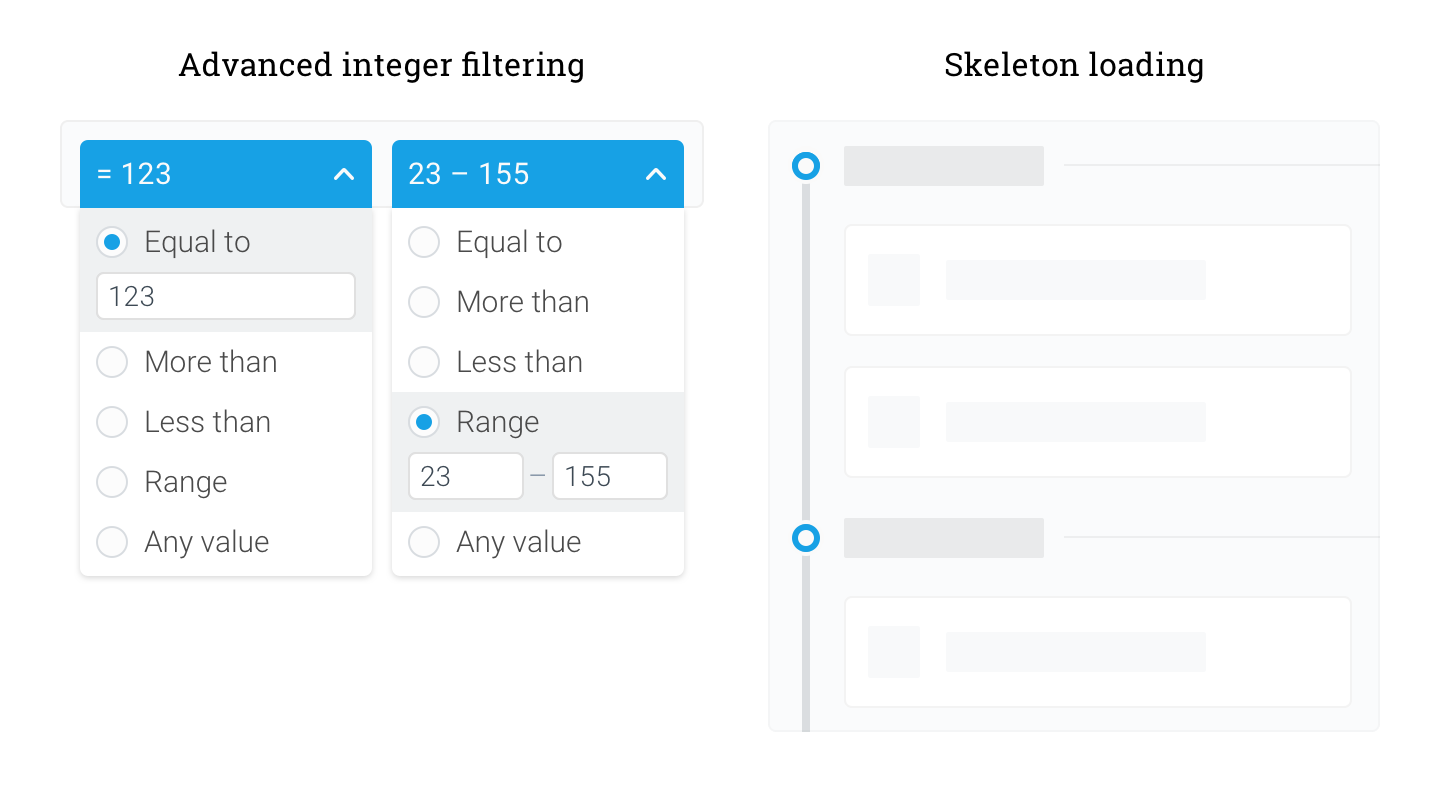 Advanced integer filtering
= 123
Equal to
123
More than
Less than
Range
Any value
23 – 155
Equal to
More than
Less than
Range
23 – 155
Any value
Skeleton loading